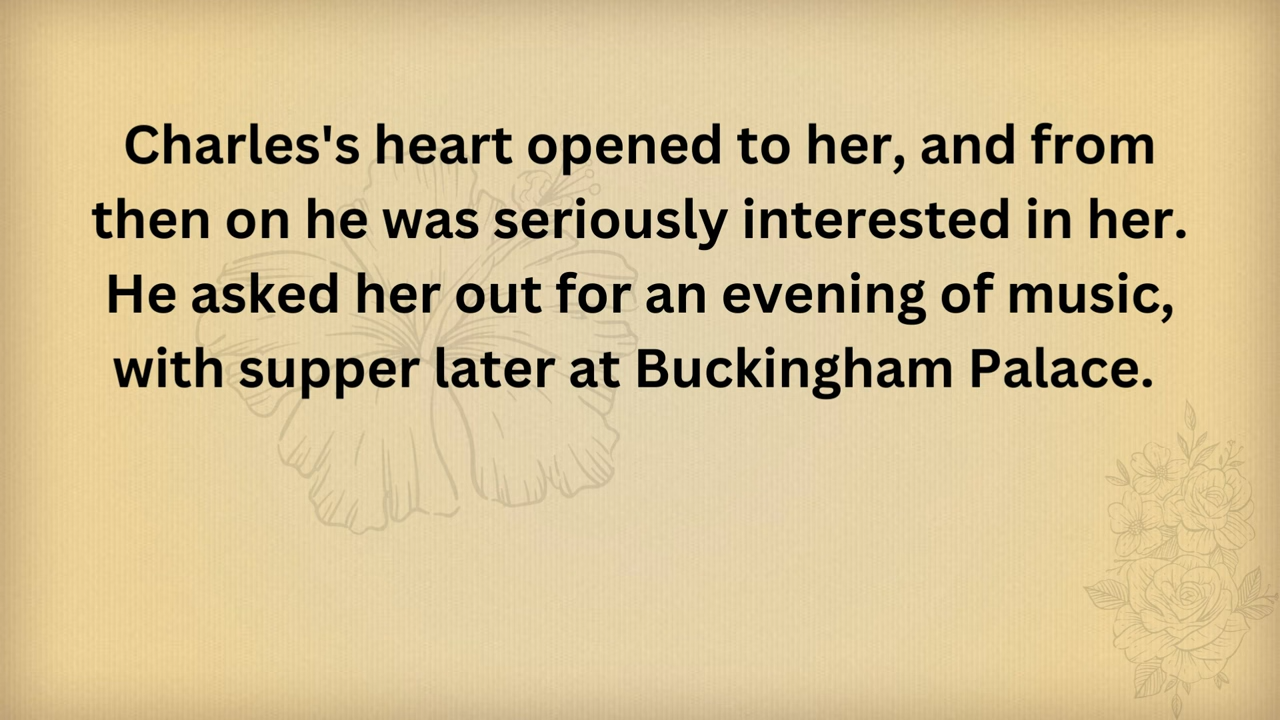 Charles's heart opened to her, and from
then on he was seriously interested in her.
He asked her out for an evening of music,
with supper later at Buckingham Palace.